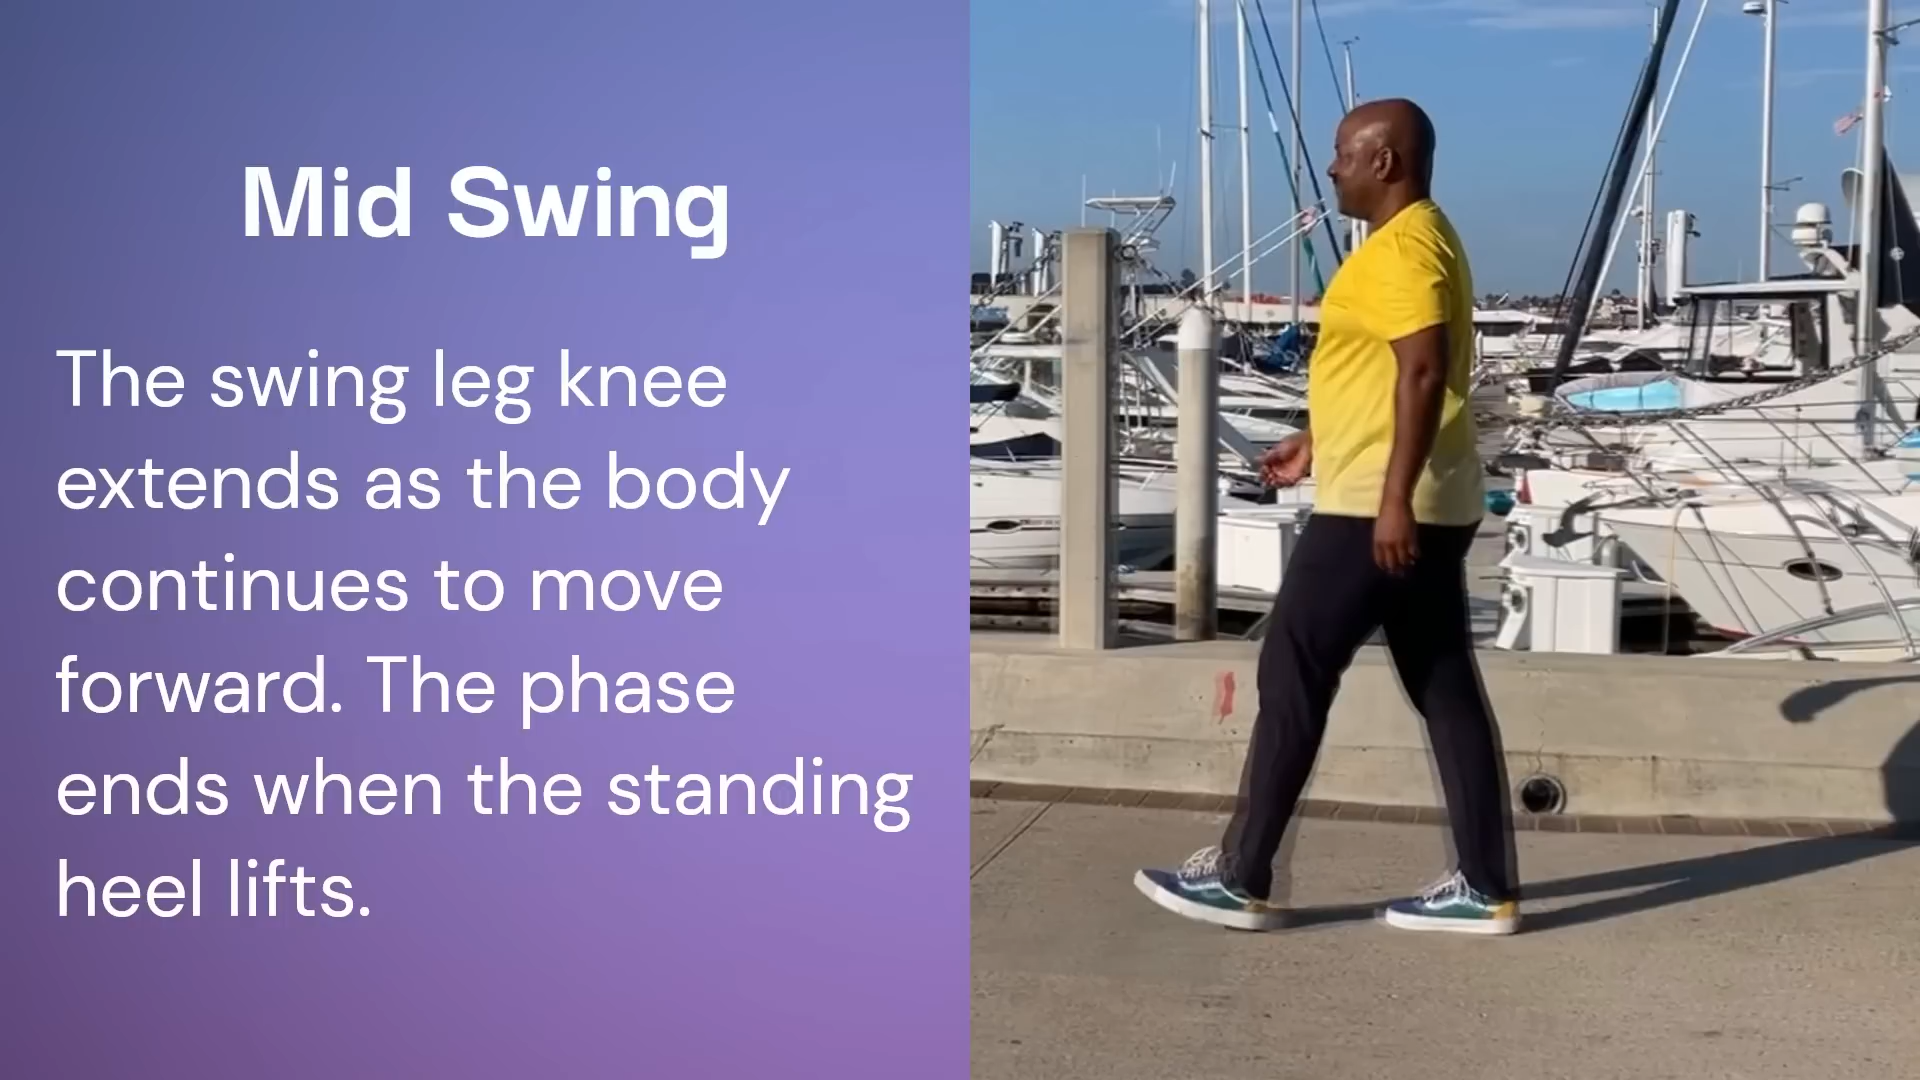 Mid Swing
The swing leg knee
extends as the body
continues to move
forward. The phase
ends when the standing
heel lifts.